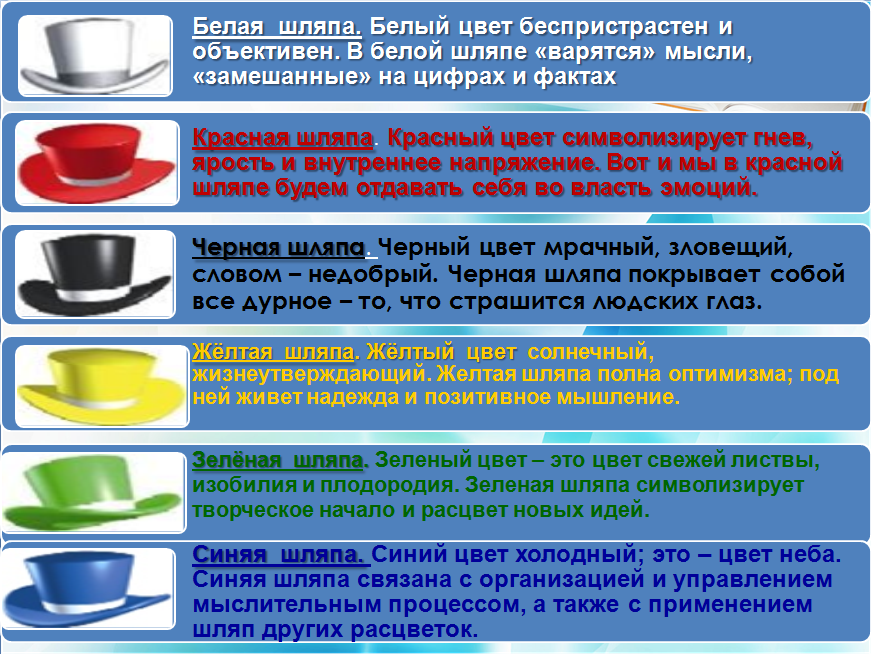 Белая шляпа. Белый цвет беспристрастен и
объективен. В белой шляпе «варятся» мысли,
«замешанные» на цифрах и фактах
Красная шляпа. Красный цвет символизирует гнев,
ярость и внутреннее напряжение. Вот и мы в красной
шляпе будем отдавать себя во власть эмоций.
Черная шляпа. Черный цвет мрачный, зловещий,
словом – недобрый. Черная шляпа покрывает собой
все дурное – то, что страшится людских глаз.
Жёлтая шляпа. Жёлтый цвет солнечный,
жизнеутверждающий. Желтая шляпа полна оптимизма; под
ней живет надежда и позитивное мышление.
Зелёная шляпа. Зеленый цвет – это цвет свежей листвы,
изобилия и плодородия. Зеленая шляпа символизирует
творческое начало и расцвет новых идей.
Синяя шляпа. Синий цвет холодный; это – цвет неба.
Синяя шляпа связана с организацией и управлением
мыслительным процессом, а также с применением
шляп других расцветок.